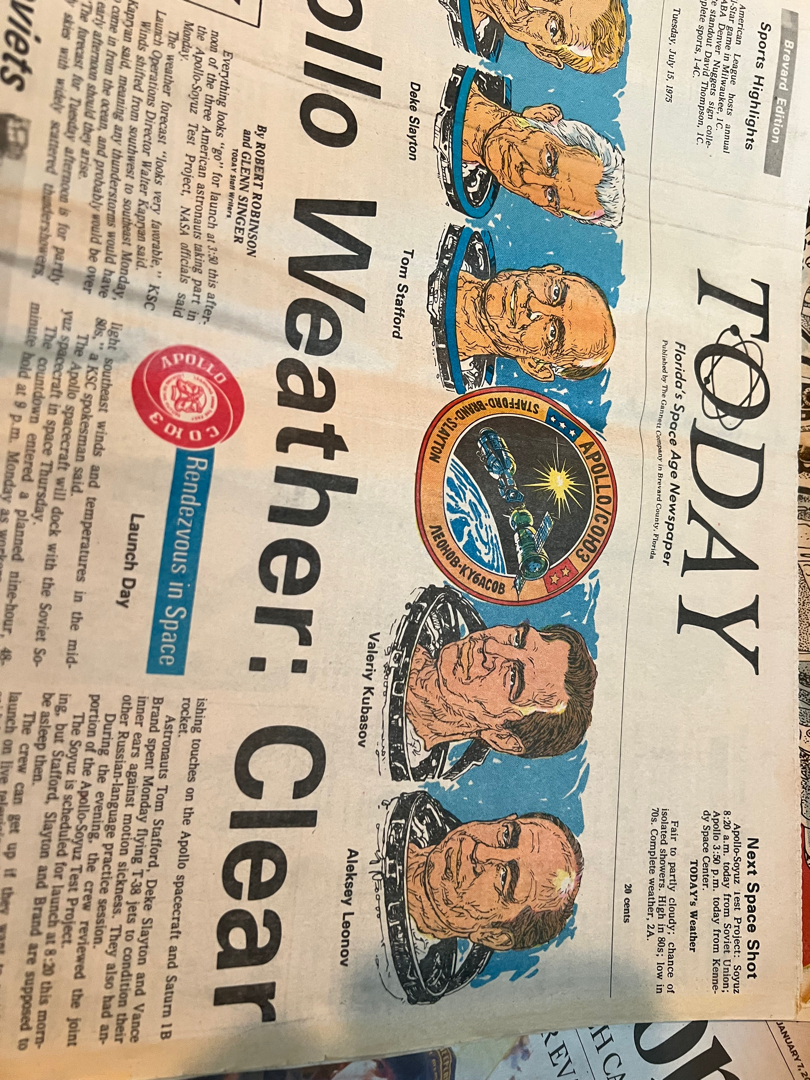 Brevard Edition
Sports Highlights
American League hosts annual
-Star game in Milwaukee, 1C.
ABA Denver Nuggets sign colle-
standout David Thompson, 1C.
sports, 1-4C.
Tuesday, July 15, 1975
TODAY
Florida's Space Age Newspaper
Published by The Gannett Company in Brevard County, Florida
Next Space Shot
Apollo-Soyuz Test Project: Soyuz
8:20 a.m. today from Soviet Union;
Apollo 3:50 p.m. today from Kenne-
dy Space Center.
TODAY's Weather
Fair to partly cloudy; chance of
isolated showers. High in 80s; low in
70s. Complete weather, 2A.
20 cents
APOLLO/СОЮЗ
STAFFORD·BRAND·SLAYTON
ЛЕОНОВ·КУБАСОВ
Deke Slayton
Tom Stafford
Valeriy Kubasov
Aleksey Leonov
ollo Weather: Clear
By ROBERT ROBINSON
and GLENN SINGER
TODAY Staff Writers
Everything looks "go" for launch at 3:50 this after-
noon of the three American astronauts taking part in
the Apollo-Soyuz Test Project, NASA officials said
Monday.
The weather forecast "looks very favorable," KSC
Launch Operations Director Walter Kapryan said.
Winds shifted from southwest to southeast Monday,
Kapryan said, meaning any thunderstorms would have
come in from the ocean, and probably would be over
early afternoon should they arise.
The forecast for Tuesday afternoon is for partly
skies with widely scattered thundershowers,
viets
APOLLO
СОЮЗ
Rendezvous in Space
Launch Day
light southeast winds and temperatures in the mid-
80s," a KSC spokesman said.
The Apollo spacecraft will dock with the Soviet So-
yuz spacecraft in space Thursday.
The countdown entered a planned nine-hour, 48-
minute hold at 9 p.m. Monday as
ishing touches on the Apollo spacecraft and Saturn 1B
rocket.
Astronauts Tom Stafford, Deke Slayton and Vance
Brand spent Monday flying T-38 jets to condition their
inner ears against motion sickness. They also had an-
other Russian-language practice session.
During the evening, the crew reviewed the joint
portion of the Apollo-Soyuz Test Project.
The Soyuz is scheduled for launch at 8:20 this morn-
ing, but Stafford, Slayton and Brand are supposed to
be asleep then.
The crew can get up if they want to
launch on live
JANUARY